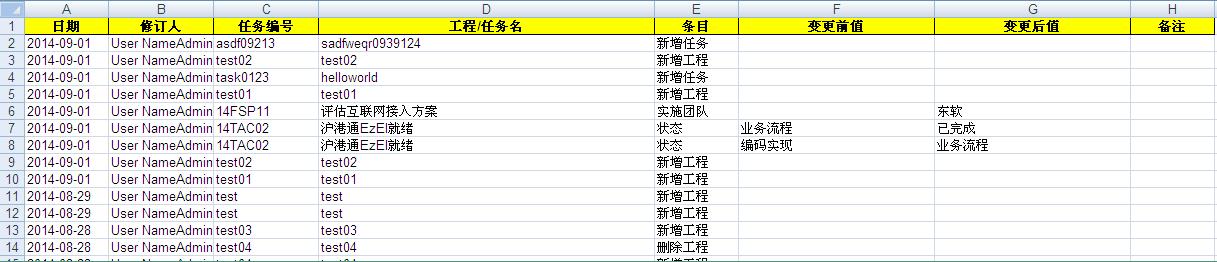 A B C D E F G H
1 日期 修订人 任务编号 工程/任务名 条目 变更前值 变更后值 备注
2 2014-09-01 User NameAdmin asdf09213 sadfweqr0939124 新增任务
3 2014-09-01 User NameAdmin test02 test02 新增工程
4 2014-09-01 User NameAdmin task0123 helloworld 新增任务
5 2014-09-01 User NameAdmin test01 test01 新增工程
6 2014-09-01 User NameAdmin 14FSP11 评估互联网接入方案 实施团队 东软
7 2014-09-01 User NameAdmin 14TAC02 沪港通EzEI就绪 状态 业务流程 已完成
8 2014-09-01 User NameAdmin 14TAC02 沪港通EzEI就绪 状态 编码实现 业务流程
9 2014-09-01 User NameAdmin test02 test02 新增工程
10 2014-09-01 User NameAdmin test01 test01 新增工程
11 2014-08-29 User NameAdmin test test 新增工程
12 2014-08-29 User NameAdmin test test 新增工程
13 2014-08-28 User NameAdmin test03 test03 新增工程
14 2014-08-28 User NameAdmin test04 test04 删除工程